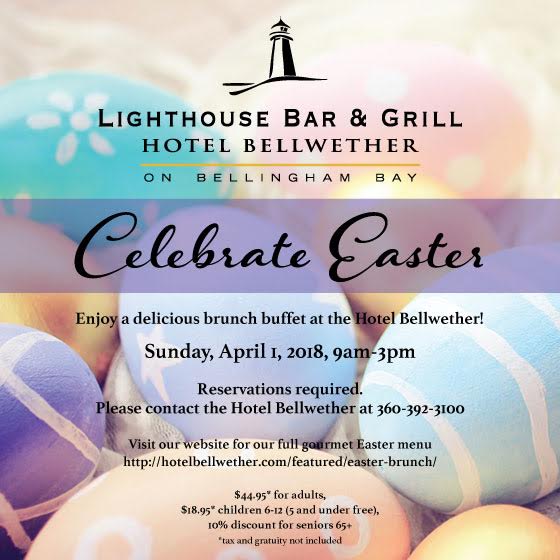 LIGHTHOUSE BAR & GRILL
HOTEL BELLWETHER
ON BELLINGHAM BAY
Celebrate Easter
Enjoy a delicious brunch buffet at the Hotel Bellwether!
Sunday, April 1, 2018, 9am-3pm
Reservations required.
Please contact the Hotel Bellwether at 360-392-3100
Visit our website for our full gourmet Easter menu
http://hotelbellwether.com/featured/easter-brunch/
$44.95* for adults,
$18.95* children 6-12 (5 and under free),
10% discount for seniors 65+
*tax and gratuity not included